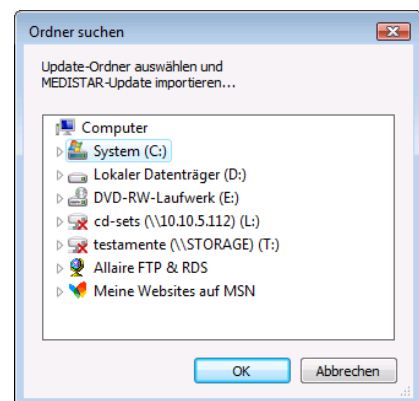 Ordner suchen
Update-Ordner auswählen und
MEDISTAR-Update importieren...
Computer
System (C:)
Lokaler Datenträger (D:)
DVD-RW-Laufwerk (E:)
cd-sets (\\10.10.5.112) (L:)
testamente (\\STORAGE) (T:)
Allaire FTP & RDS
Meine Websites auf MSN
OK
Abbrechen